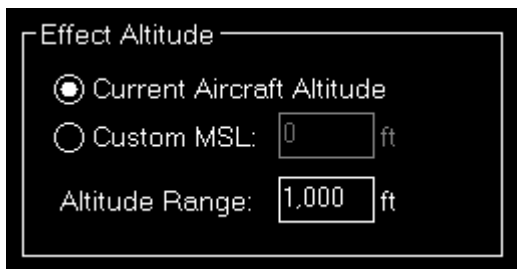 Effect Altitude
Current Aircraft Altitude
Custom MSL: 0 ft
Altitude Range: 1,000 ft